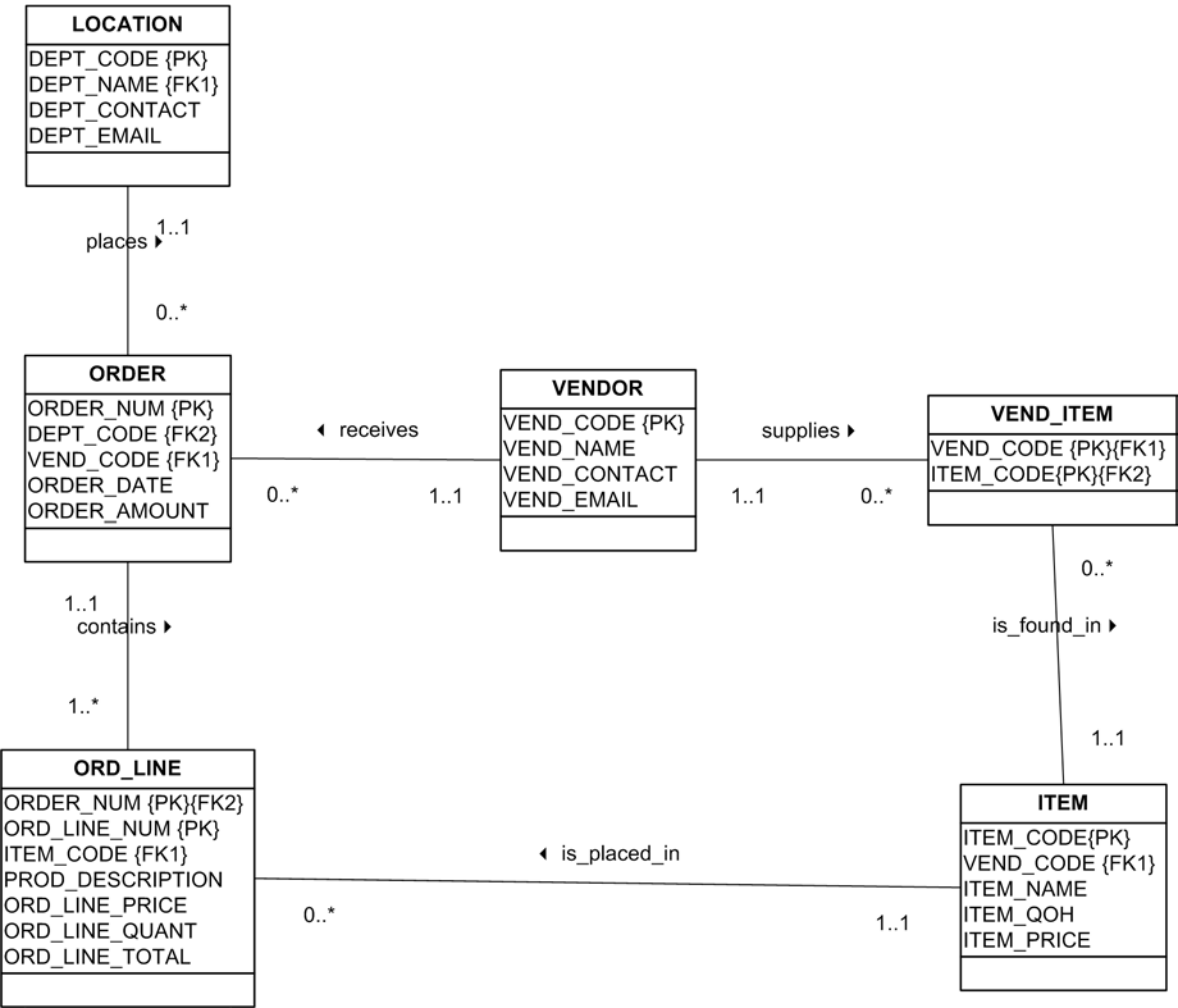 LOCATION
DEPT_CODE {PK}
DEPT_NAME {FK1}
DEPT_CONTACT
DEPT_EMAIL
1..1
places
0..*
ORDER
ORDER_NUM {PK}
DEPT_CODE {FK2}
VEND_CODE {FK1}
ORDER_DATE
ORDER_AMOUNT
receives
0..*
1..1
VENDOR
VEND_CODE {PK}
VEND_NAME
VEND_CONTACT
VEND_EMAIL
supplies
1..1
0..*
VEND_ITEM
VEND_CODE {PK}{FK1}
ITEM_CODE{PK}{FK2}
0..*
is_found_in
1..1
1..1
contains
1..*
ORD_LINE
ORDER_NUM {PK}{FK2}
ORD_LINE_NUM {PK}
ITEM_CODE {FK1}
PROD_DESCRIPTION
ORD_LINE_PRICE
ORD_LINE_QUANT
ORD_LINE_TOTAL
is_placed_in
0..*
1..1
ITEM
ITEM_CODE{PK}
VEND_CODE {FK1}
ITEM_NAME
ITEM_QOH
ITEM_PRICE